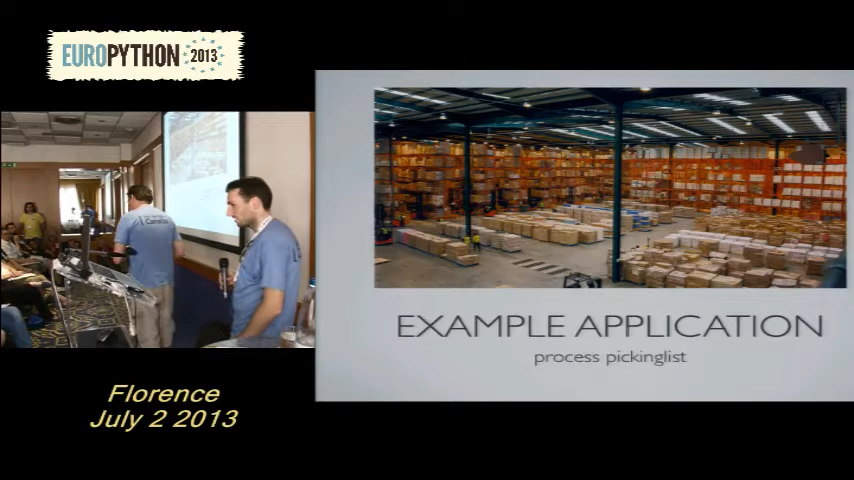 EUROPYTHON 2013
EXAMPLE APPLICATION
process pickinglist
Florence
July 2 2013